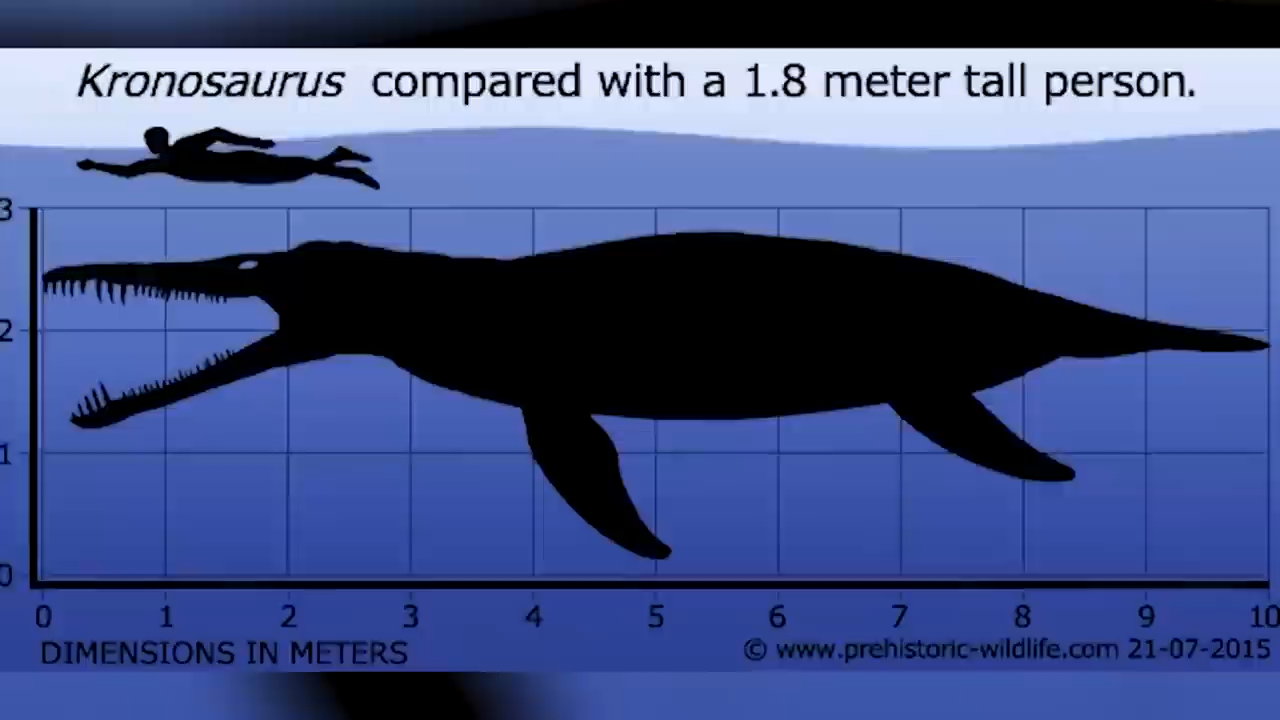 Kronosaurus compared with a 1.8 meter tall person.
3
2
1
0
0 1 2 3 4 5 6 7 8 9 10
DIMENSIONS IN METERS © www.prehistoric-wildlife.com 21-07-2015